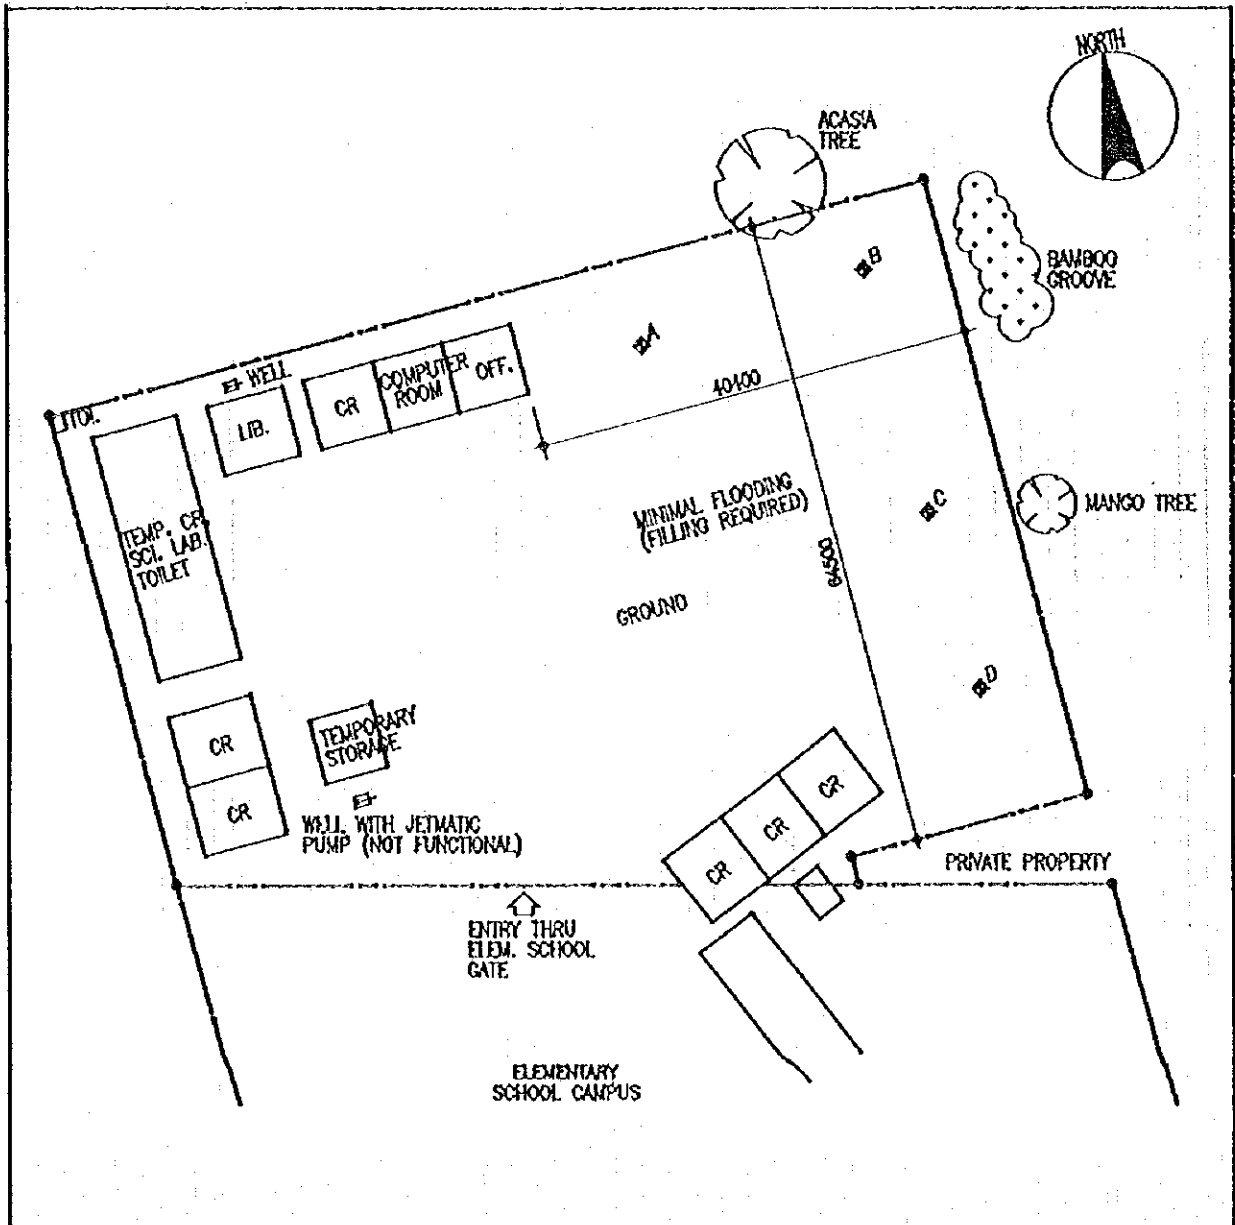 NORTH
ACASIA
TREE
B
BAMBOO
GROOVE
A
WELL
COMPUTER
ROOM
OFF.
CR
LIB.
TOI.
40400
MINIMAL FLOODING
(FILLING REQUIRED)
C
MANGO TREE
TEMP. CR
SCI. LAB.
TOILET
64500
GROUND
D
TEMPORARY
STORAGE
CR
CR
CR
CR
CR
WELL WITH JETMATIC
PUMP (NOT FUNCTIONAL)
PRIVATE PROPERTY
ENTRY THRU
ELEM. SCHOOL
GATE
ELEMENTARY
SCHOOL CAMPUS